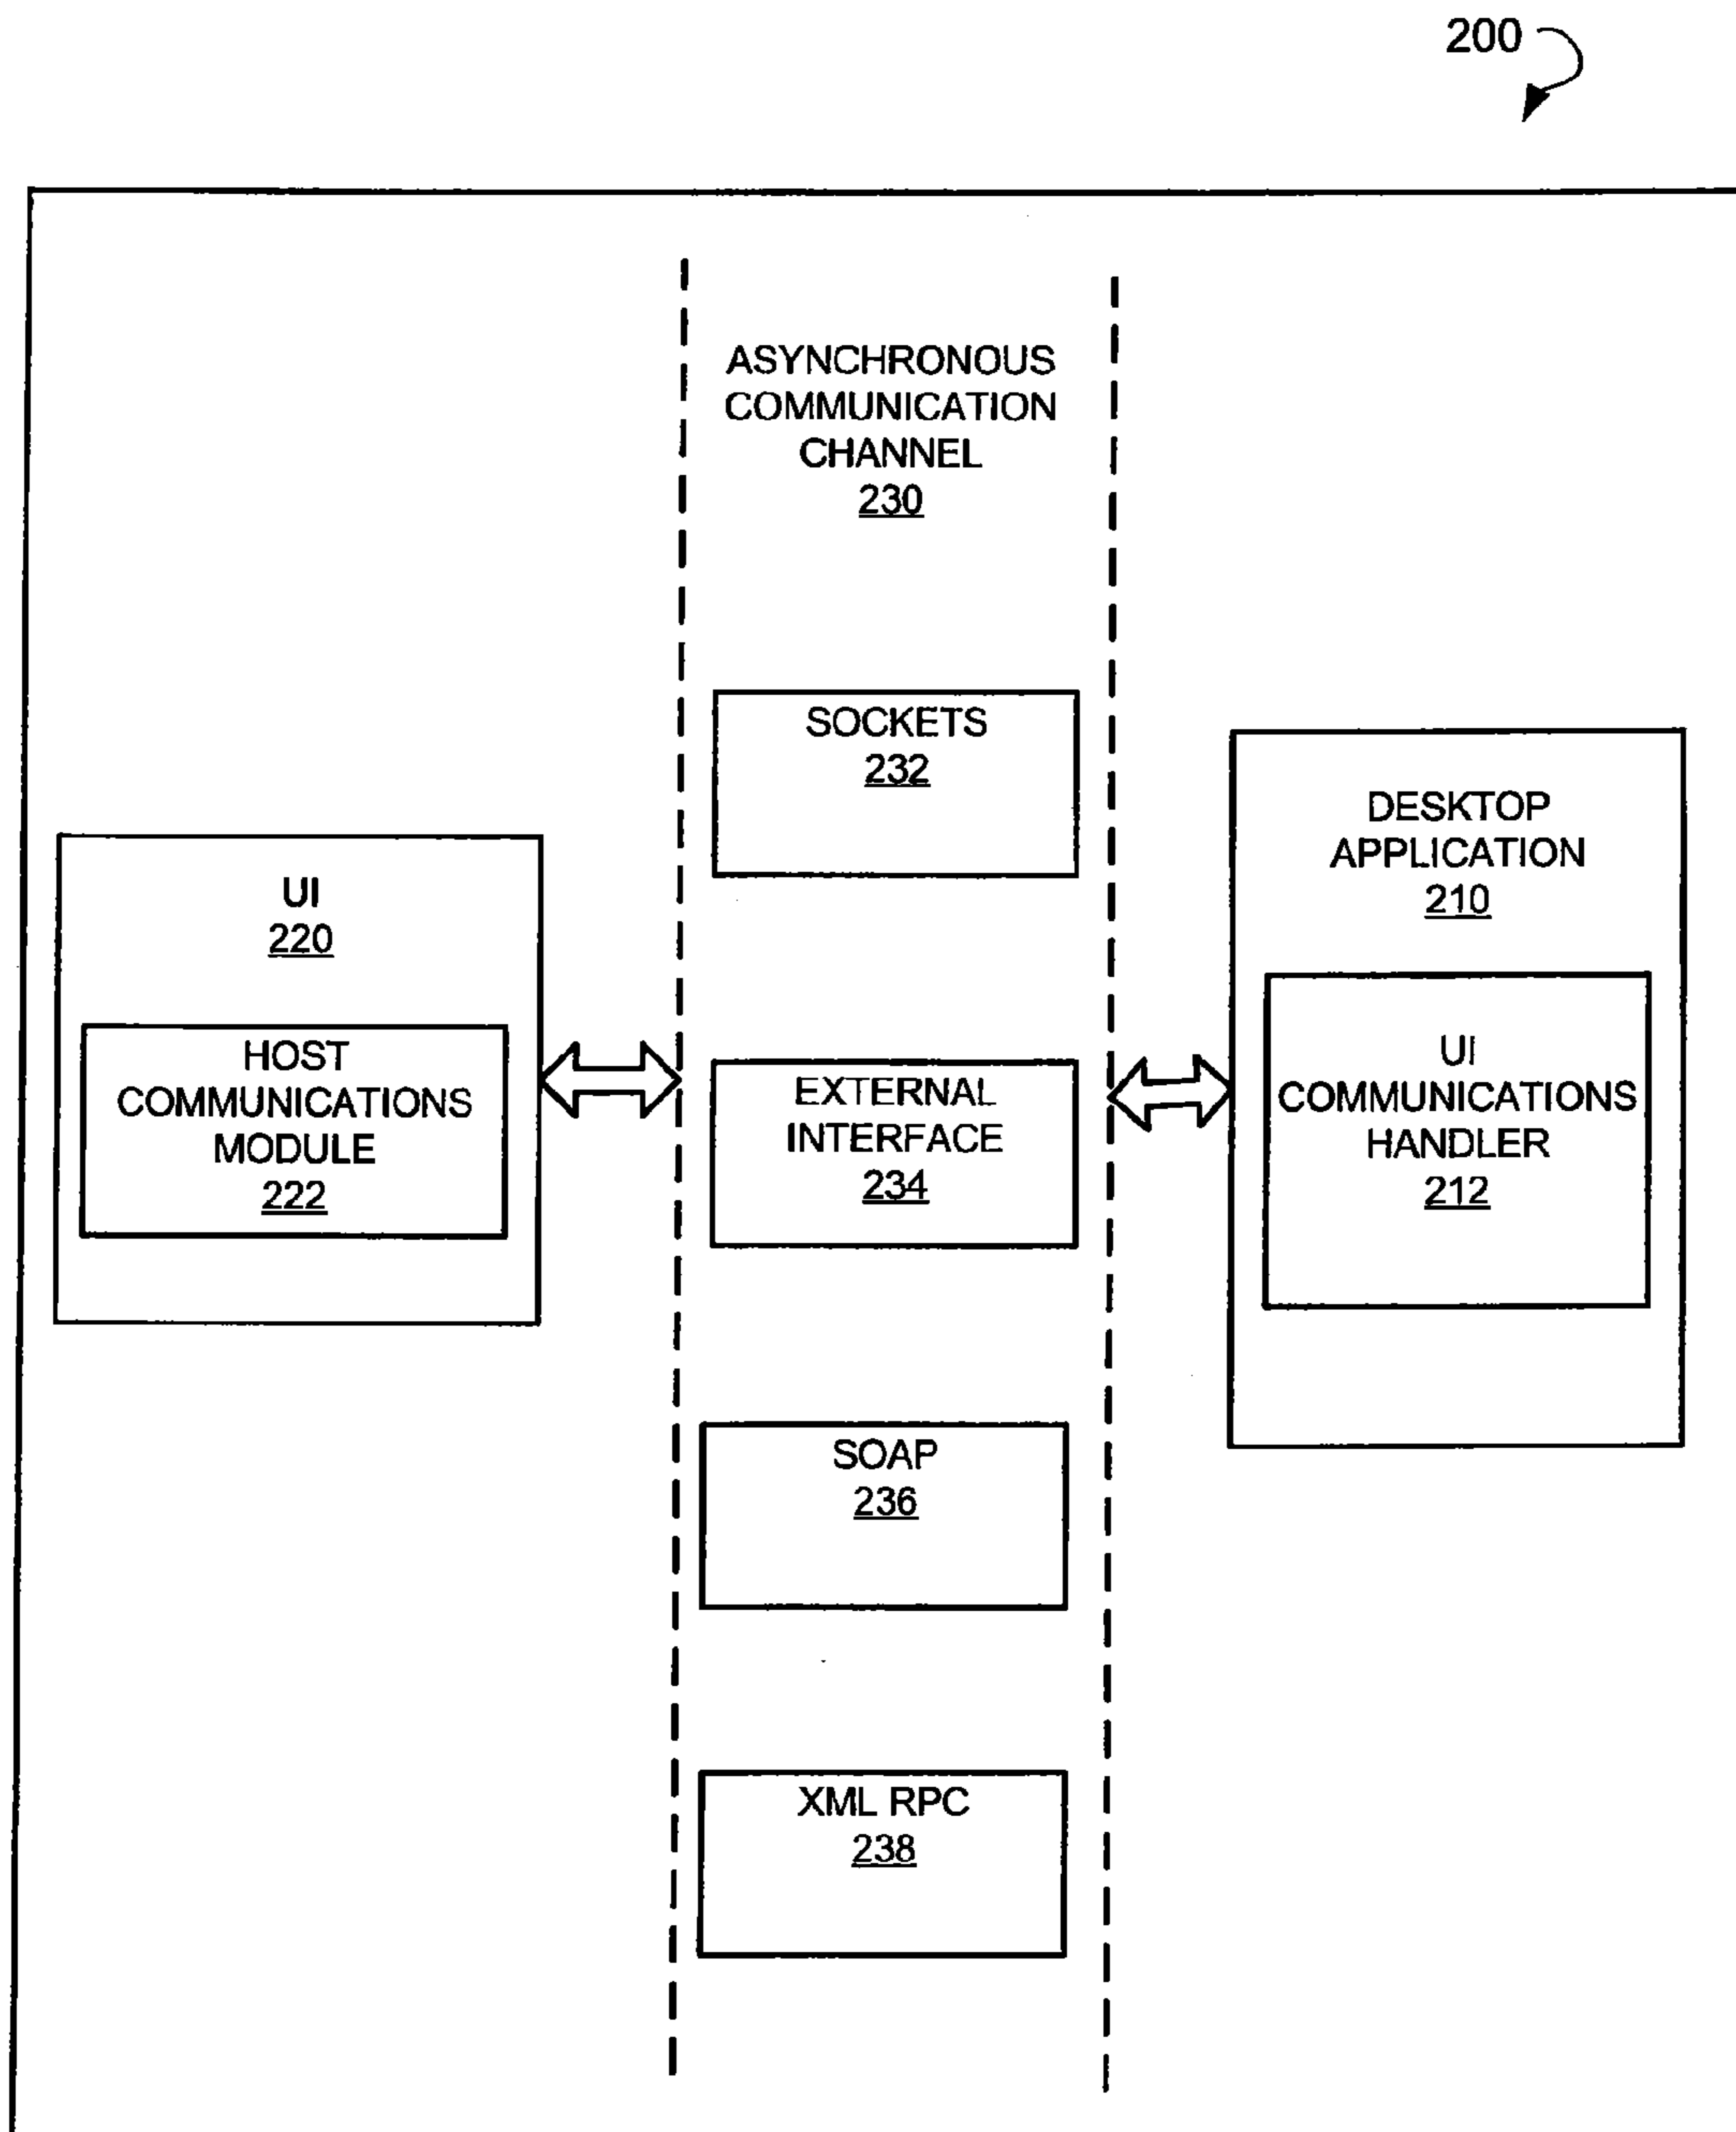 200
ASYNCHRONOUS
COMMUNICATION
CHANNEL
230
SOCKETS
232
DESKTOP
APPLICATION
210
UI
220
UI
COMMUNICATIONS
HANDLER
212
HOST
COMMUNICATIONS
MODULE
222
EXTERNAL
INTERFACE
234
SOAP
236
XML RPC
238